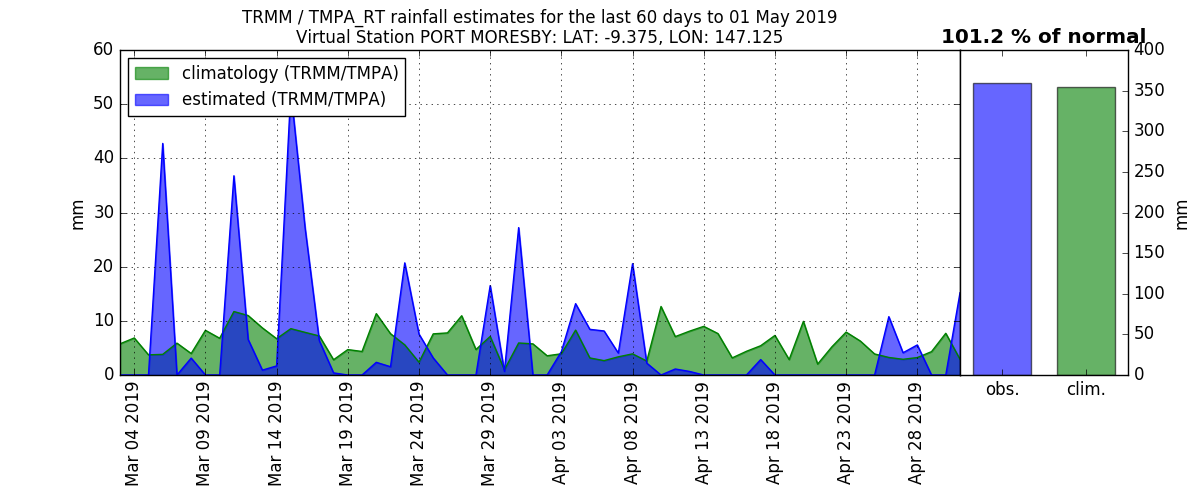 TRMM / TMPA_RT rainfall estimates for the last 60 days to 01 May 2019
Virtual Station PORT MORESBY: LAT: -9.375, LON: 147.125
101.2 % of normal
climatology (TRMM/TMPA)
estimated (TRMM/TMPA)
60
50
40
30
20
10
0
mm
Mar 04 2019
Mar 09 2019
Mar 14 2019
Mar 19 2019
Mar 24 2019
Mar 29 2019
Apr 03 2019
Apr 08 2019
Apr 13 2019
Apr 18 2019
Apr 23 2019
Apr 28 2019
400
350
300
250
200
150
100
50
0
mm
obs.
clim.